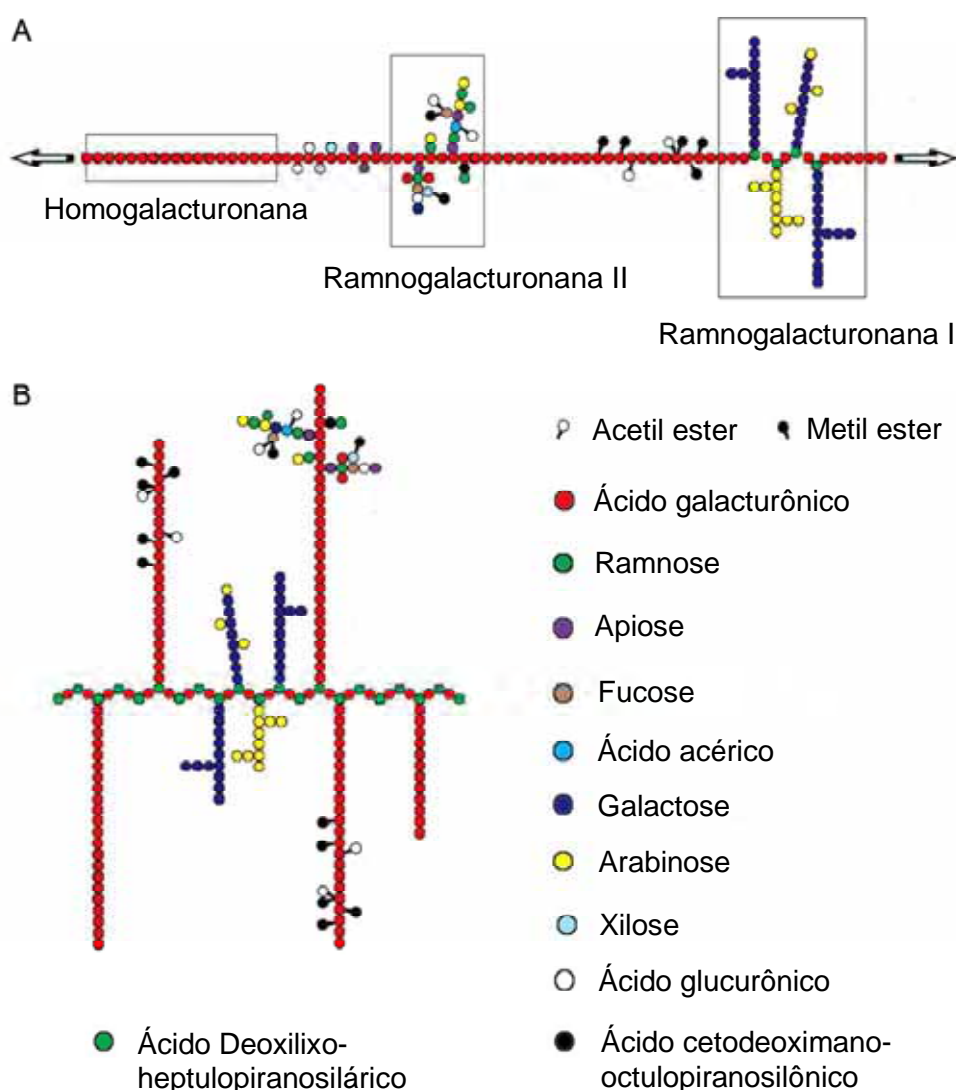 A
Homogalacturonana
Ramnogalacturonana II
Ramnogalacturonana I
B
Acetil ester
Metil ester
Ácido galacturônico
Ramnose
Apiose
Fucose
Ácido acérico
Galactose
Arabinose
Xilose
Ácido glucurônico
Ácido Deoxilixo-
heptulopiranosilárico
Ácido cetodeoximano-
octulopiranosilônico